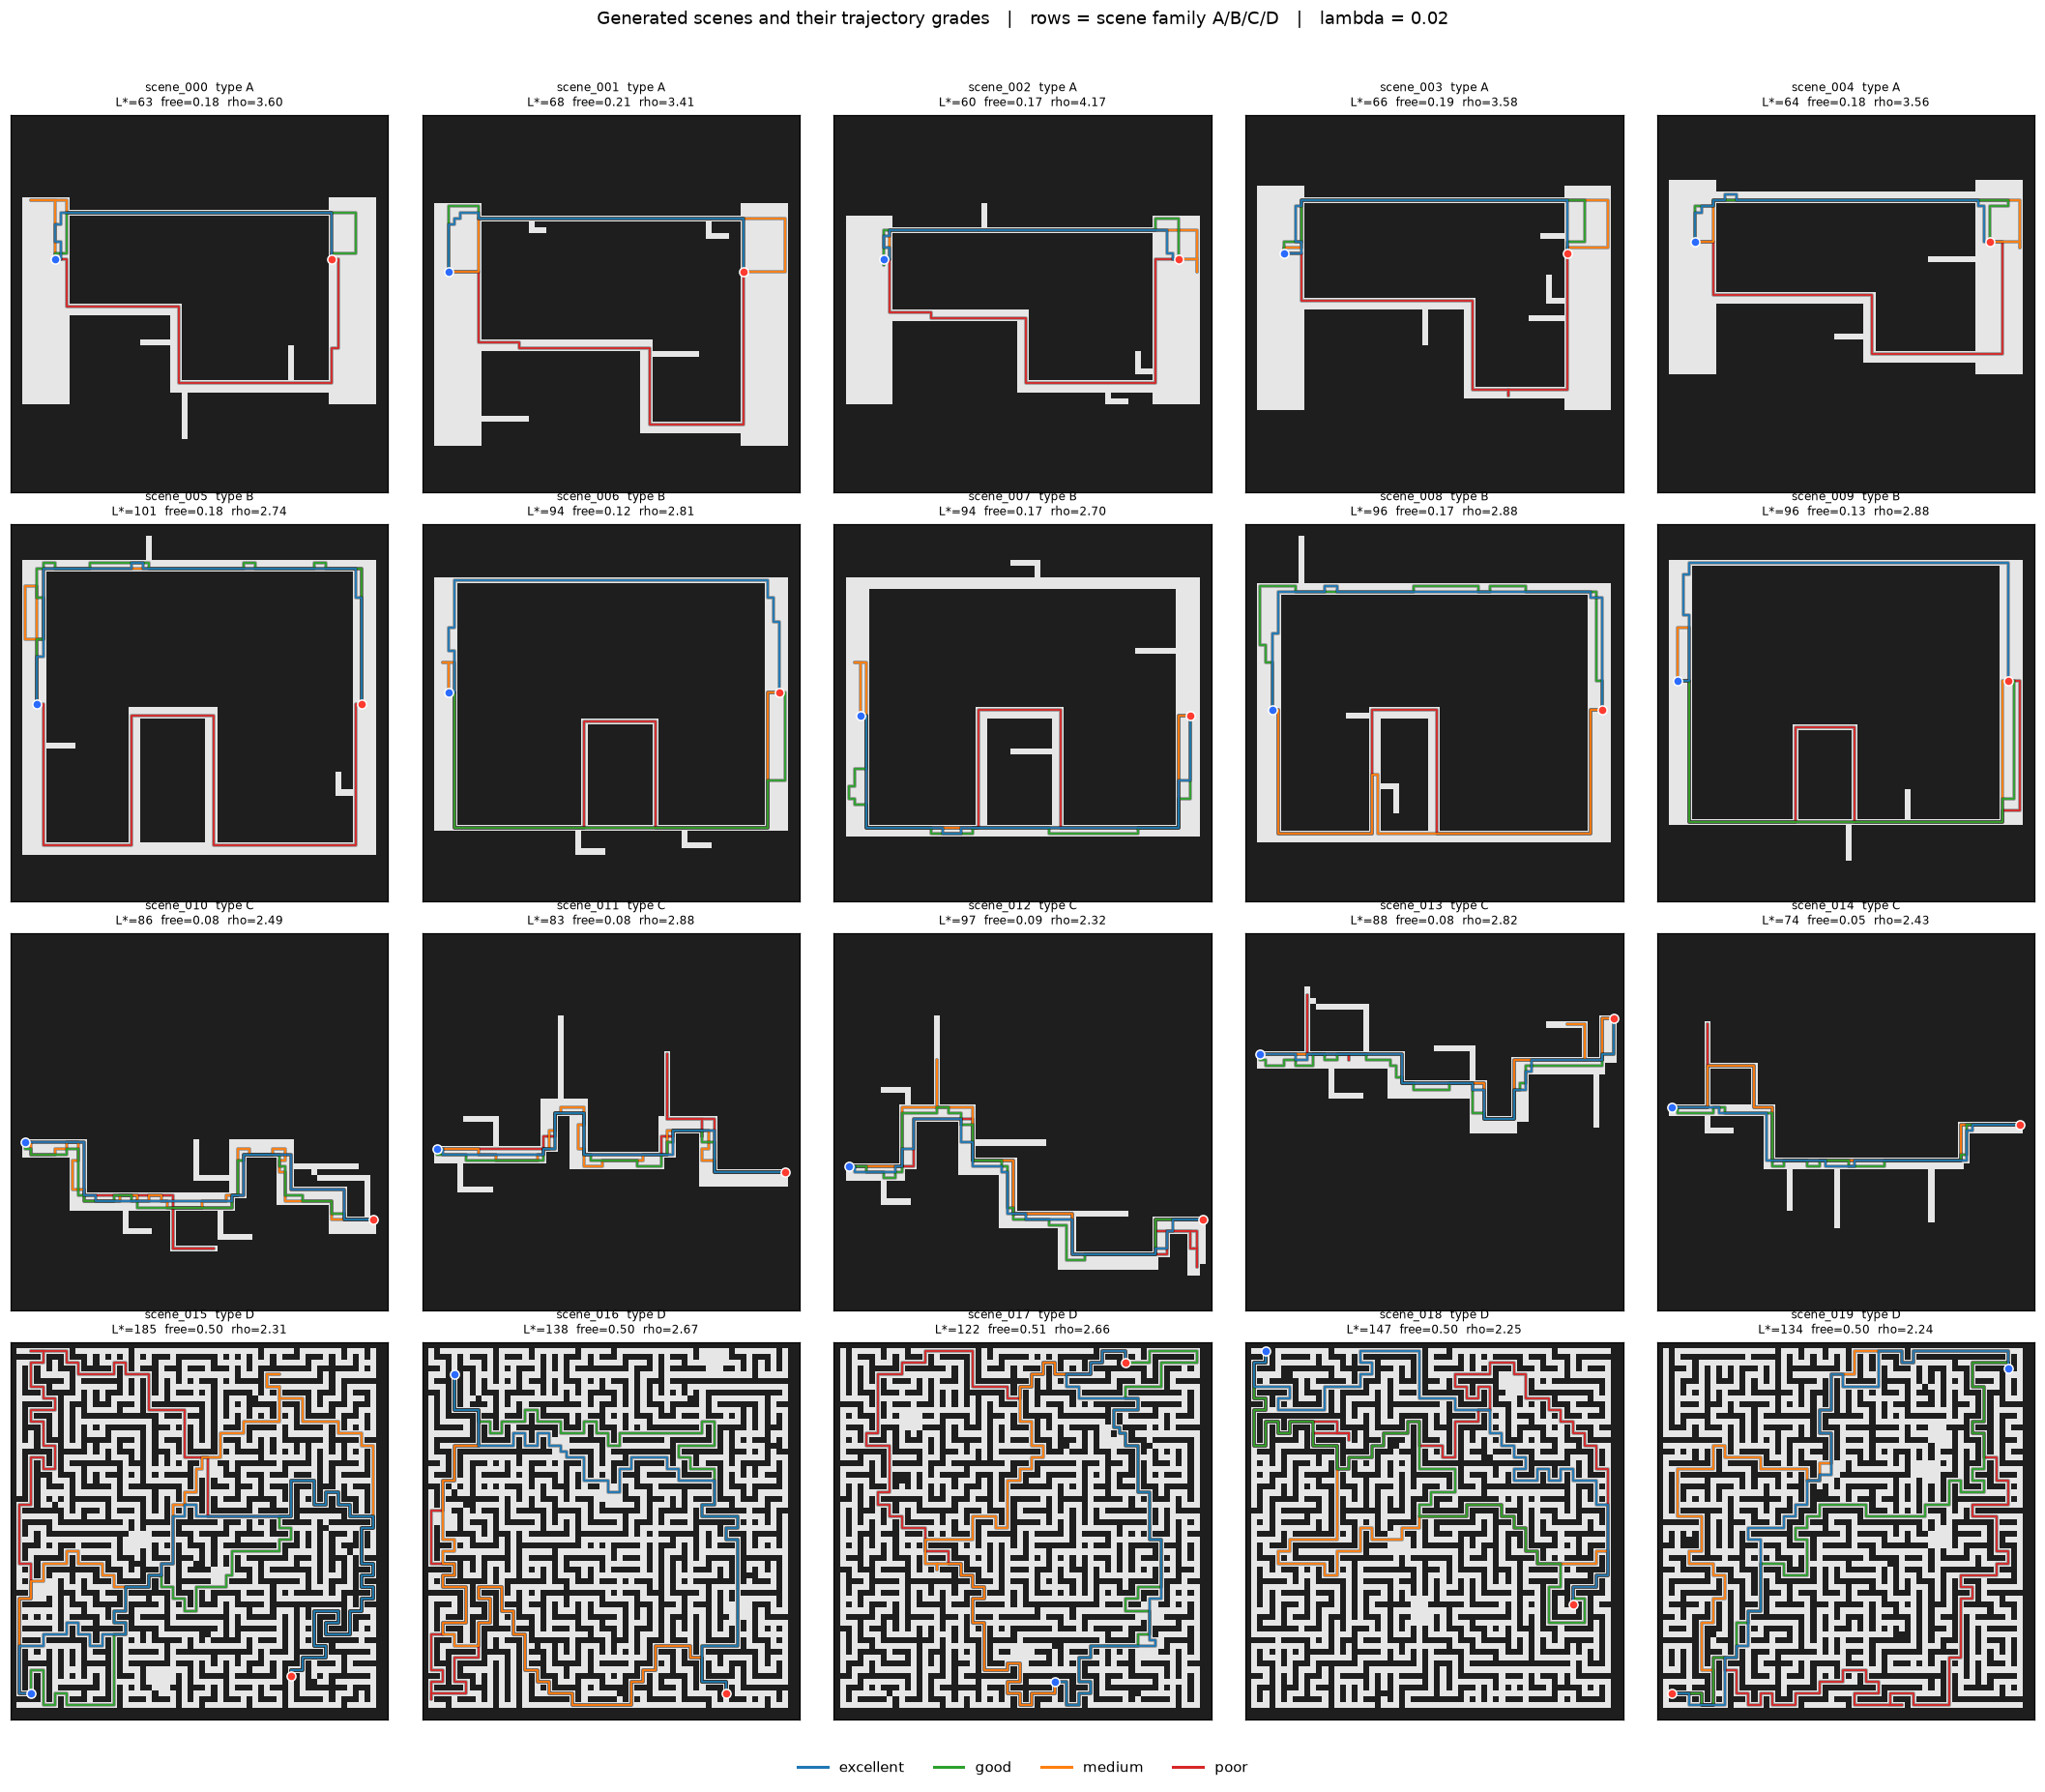 Generated scenes and their trajectory grades | rows = scene family A/B/C/D | lambda = 0.02
scene_000 type A
L*=63 free=0.18 rho=3.60
scene_001 type A
L*=68 free=0.21 rho=3.41
scene_002 type A
L*=60 free=0.17 rho=4.17
scene_003 type A
L*=66 free=0.19 rho=3.58
scene_004 type A
L*=64 free=0.18 rho=3.56
scene_005 type B
L*=101 free=0.18 rho=2.74
scene_006 type B
L*=94 free=0.12 rho=2.81
scene_007 type B
L*=94 free=0.17 rho=2.70
scene_008 type B
L*=96 free=0.17 rho=2.88
scene_009 type B
L*=96 free=0.13 rho=2.88
scene_010 type C
L*=86 free=0.08 rho=2.49
scene_011 type C
L*=83 free=0.08 rho=2.88
scene_012 type C
L*=97 free=0.09 rho=2.32
scene_013 type C
L*=88 free=0.08 rho=2.82
scene_014 type C
L*=74 free=0.05 rho=2.43
scene_015 type D
L*=185 free=0.50 rho=2.31
scene_016 type D
L*=138 free=0.50 rho=2.67
scene_017 type D
L*=122 free=0.51 rho=2.66
scene_018 type D
L*=147 free=0.50 rho=2.25
scene_019 type D
L*=134 free=0.50 rho=2.24
excellent good medium poor